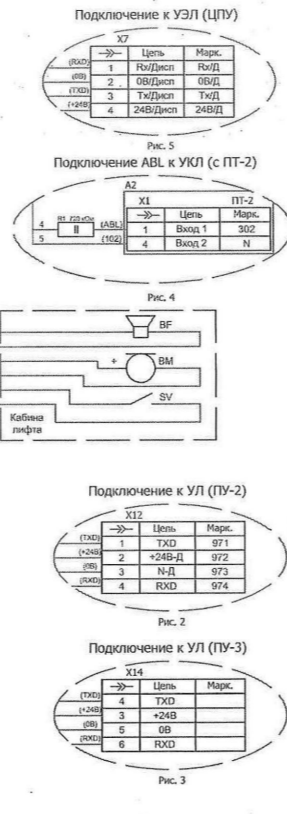 Подключение к УЭЛ (ЦПУ)
X7
Цепь Марк.
(RXD) 1 Rx/Дисп Rx/Д
(0В) 2 0В/Дисп 0В/Д
(TXD) 3 Tx/Дисп Tx/Д
(+24В) 4 24В/Дисп 24В/Д
Рис. 5
Подключение ABL к УКЛ (с ПТ-2)
A2
X1 ПТ-2
Цепь Марк.
4 R1 кОм (ABL) 1 Вход 1 302
5 (102) 4 Вход 2 N
Рис. 4
BF
+ BM
SV
Кабина
лифта
Подключение к УЛ (ПУ-2)
X12
Цепь Марк.
(TXD) 1 TXD 971
(+24В) 2 +24В-Д 972
(0В) 3 N-Д 973
(RXD) 4 RXD 974
Рис. 2
Подключение к УЛ (ПУ-3)
X14
Цепь Марк.
(TXD) 4 TXD
(+24В) 3 +24В
(0В) 5 0В
(RXD) 6 RXD
Рис. 3